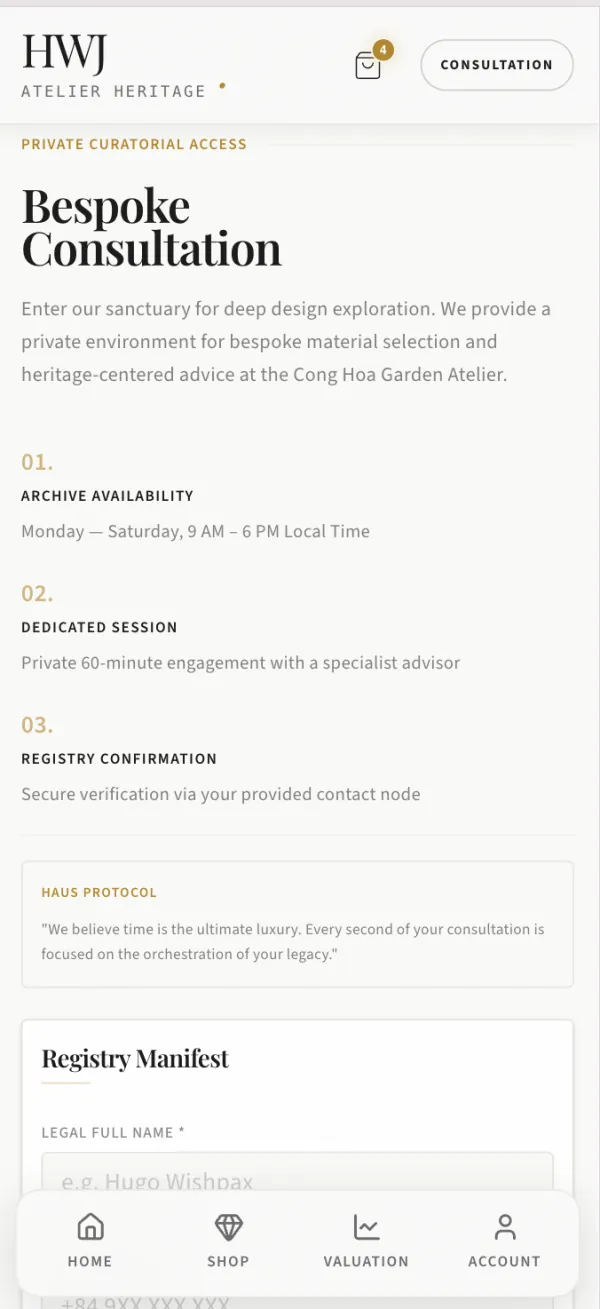 HWJ
4
CONSULTATION
ATELIER HERITAGE
PRIVATE CURATORIAL ACCESS
Bespoke
Consultation
Enter our sanctuary for deep design exploration. We provide a
private environment for bespoke material selection and
heritage-centered advice at the Cong Hoa Garden Atelier.
01.
ARCHIVE AVAILABILITY
Monday — Saturday, 9 AM – 6 PM Local Time
02.
DEDICATED SESSION
Private 60-minute engagement with a specialist advisor
03.
REGISTRY CONFIRMATION
Secure verification via your provided contact node
HAUS PROTOCOL
"We believe time is the ultimate luxury. Every second of your consultation is
focused on the orchestration of your legacy."
Registry Manifest
LEGAL FULL NAME *
e.g. Hugo Wishpax
HOME
SHOP
VALUATION
ACCOUNT
+84 9XX XXX XXX